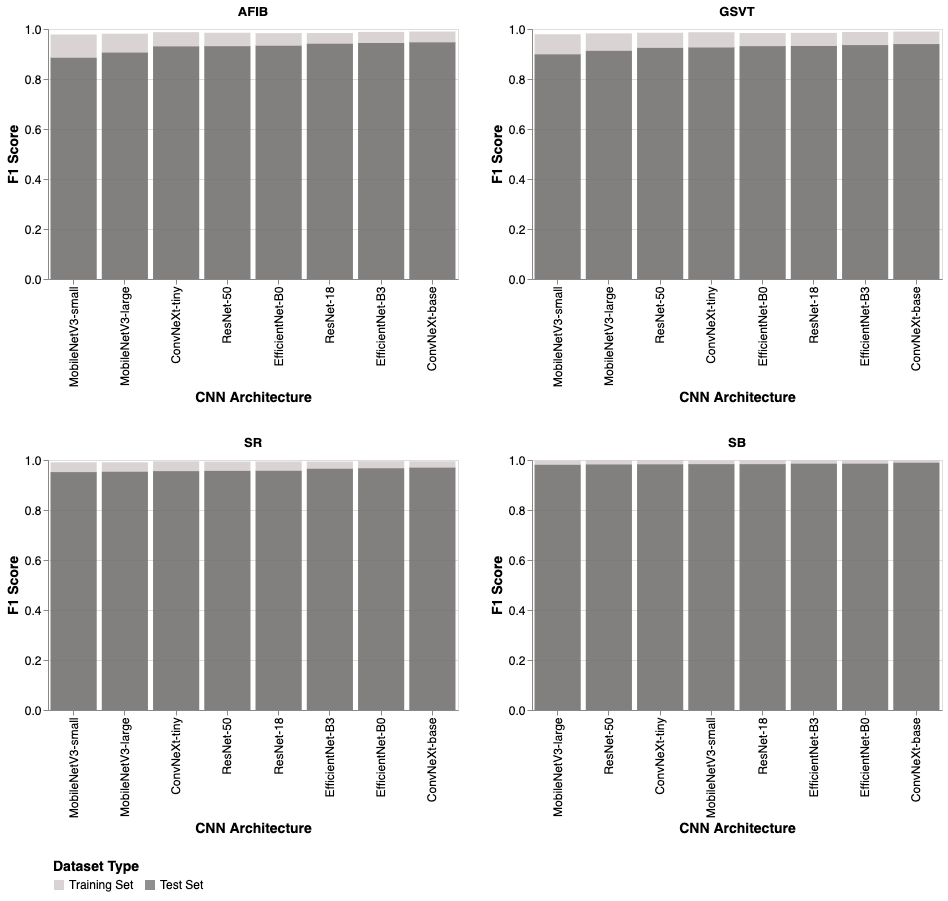 AFIB
F1 Score
1.0
0.8
0.6
0.4
0.2
0.0
MobileNetV3-small
MobileNetV3-large
ConvNeXt-tiny
ResNet-50
EfficientNet-B0
ResNet-18
EfficientNet-B3
ConvNeXt-base
CNN Architecture
GSVT
F1 Score
1.0
0.8
0.6
0.4
0.2
0.0
MobileNetV3-small
MobileNetV3-large
ResNet-50
ConvNeXt-tiny
EfficientNet-B0
ResNet-18
EfficientNet-B3
ConvNeXt-base
CNN Architecture
SR
F1 Score
1.0
0.8
0.6
0.4
0.2
0.0
MobileNetV3-small
MobileNetV3-large
ConvNeXt-tiny
ResNet-50
ResNet-18
EfficientNet-B3
EfficientNet-B0
ConvNeXt-base
CNN Architecture
SB
F1 Score
1.0
0.8
0.6
0.4
0.2
0.0
MobileNetV3-large
ResNet-50
ConvNeXt-tiny
MobileNetV3-small
ResNet-18
EfficientNet-B3
EfficientNet-B0
ConvNeXt-base
CNN Architecture
Dataset Type
Training Set
Test Set